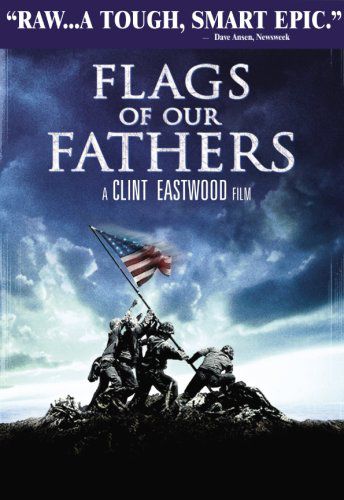 “RAW...A TOUGH, SMART EPIC.”
— Dave Ansen, Newsweek
FLAGS
OF OUR
FATHERS
A CLINT EASTWOOD FILM